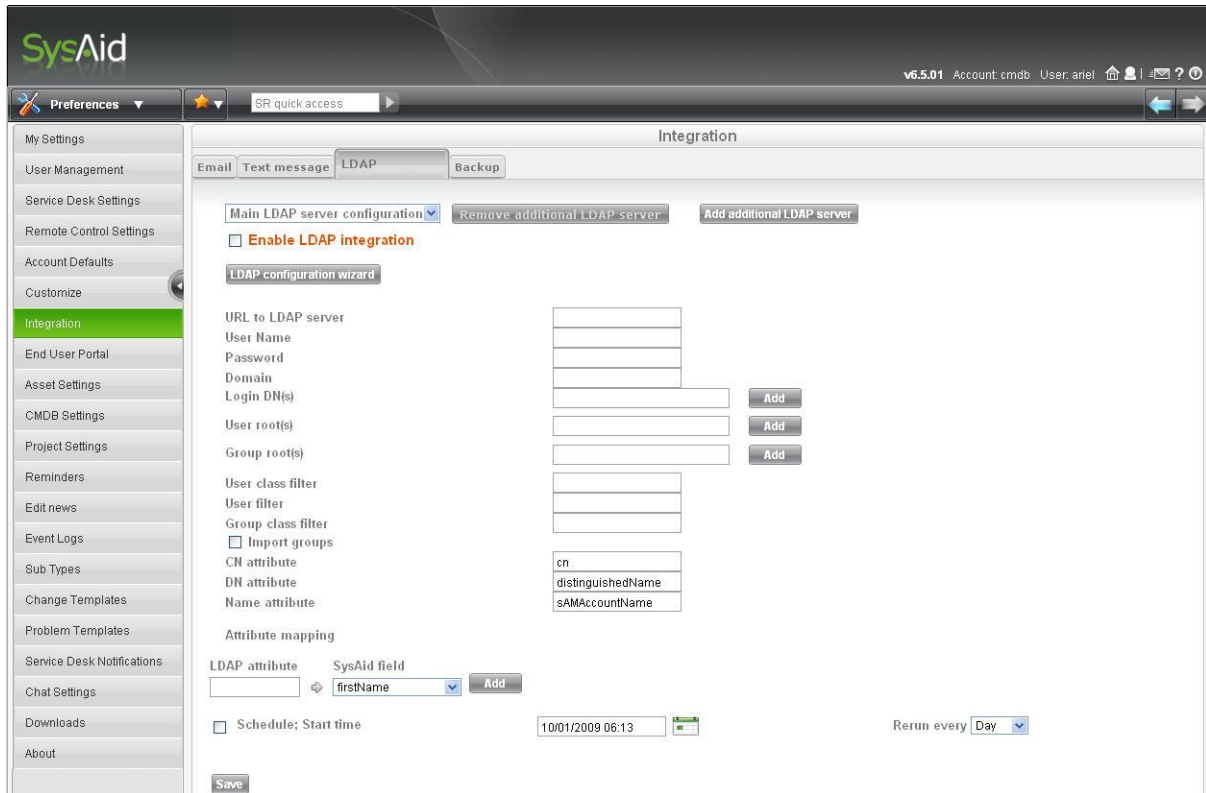 SysAid
v6.5.01 Account: cmdb User: ariel
Preferences
SR quick access
My Settings
User Management
Service Desk Settings
Remote Control Settings
Account Defaults
Customize
Integration
End User Portal
Asset Settings
CMDB Settings
Project Settings
Reminders
Edit news
Event Logs
Sub Types
Change Templates
Problem Templates
Service Desk Notifications
Chat Settings
Downloads
About
Integration
Email Text message LDAP Backup
Main LDAP server configuration Remove additional LDAP server Add additional LDAP server
Enable LDAP integration
LDAP configuration wizard
URL to LDAP server
User Name
Password
Domain
Login DN(s) Add
User root(s) Add
Group root(s) Add
User class filter
User filter
Group class filter
Import groups
CN attribute cn
DN attribute distinguishedName
Name attribute sAMAccountName
Attribute mapping
LDAP attribute SysAid field
firstName Add
Schedule; Start time 10/01/2009 06:13 Rerun every Day
Save